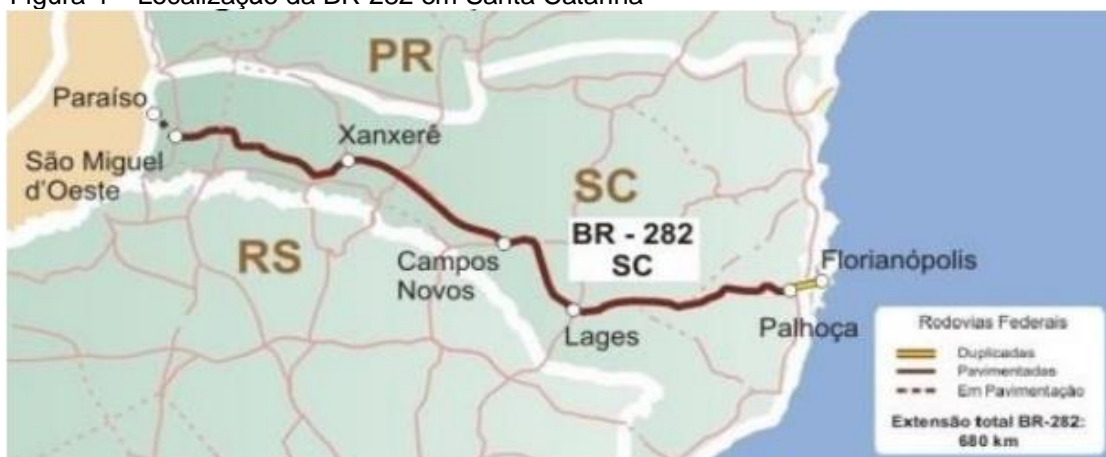 Figura 1 – Localização da BR-282 em Santa Catarina
PR
Paraíso
Xanxerê
São Miguel
d'Oeste
SC
BR - 282
SC
RS
Campos
Novos
Florianópolis
Lages
Palhoça
Rodovias Federais
Duplicadas
Pavimentadas
Em Pavimentação
Extensão total BR-282:
680 km